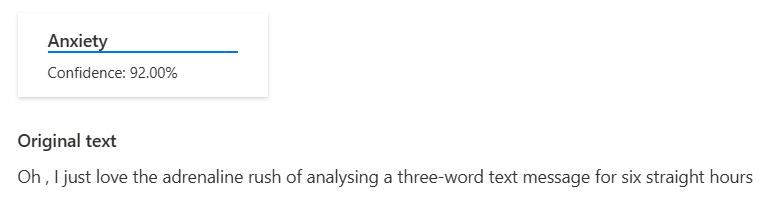 Anxiety
Confidence: 92.00%
Original text
Oh , I just love the adrenaline rush of analysing a three-word text message for six straight hours